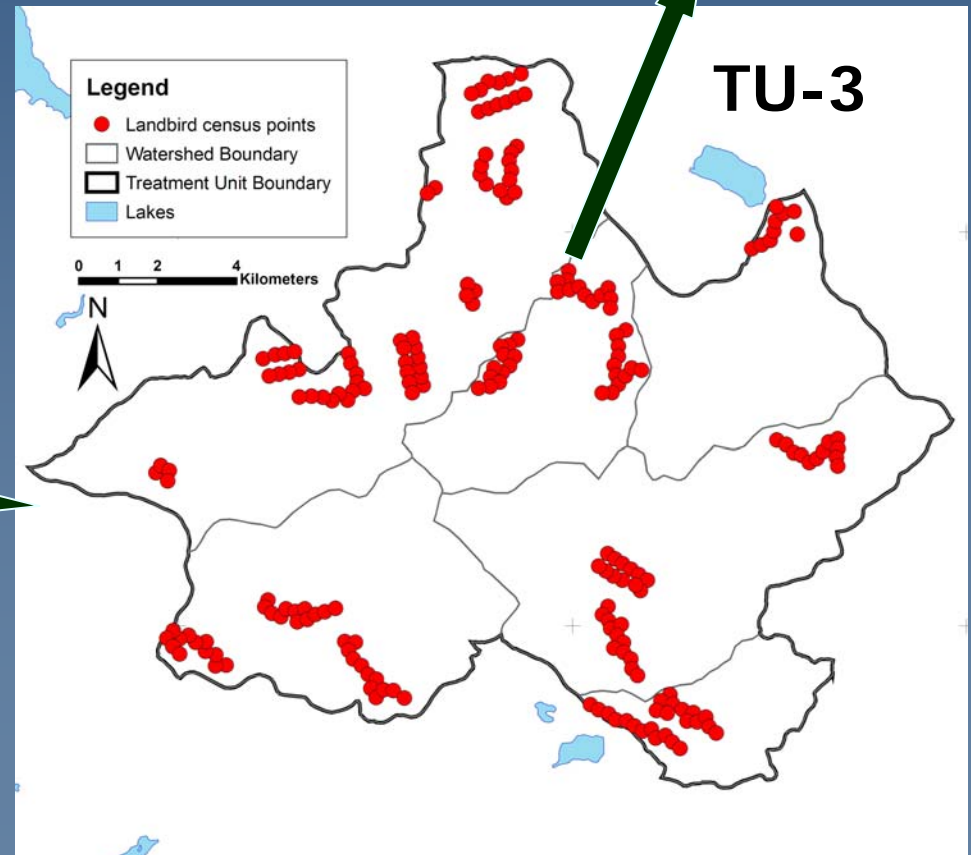 TU-3
Legend
Landbird census points
Watershed Boundary
Treatment Unit Boundary
Lakes
0 1 2 4
Kilometers
N